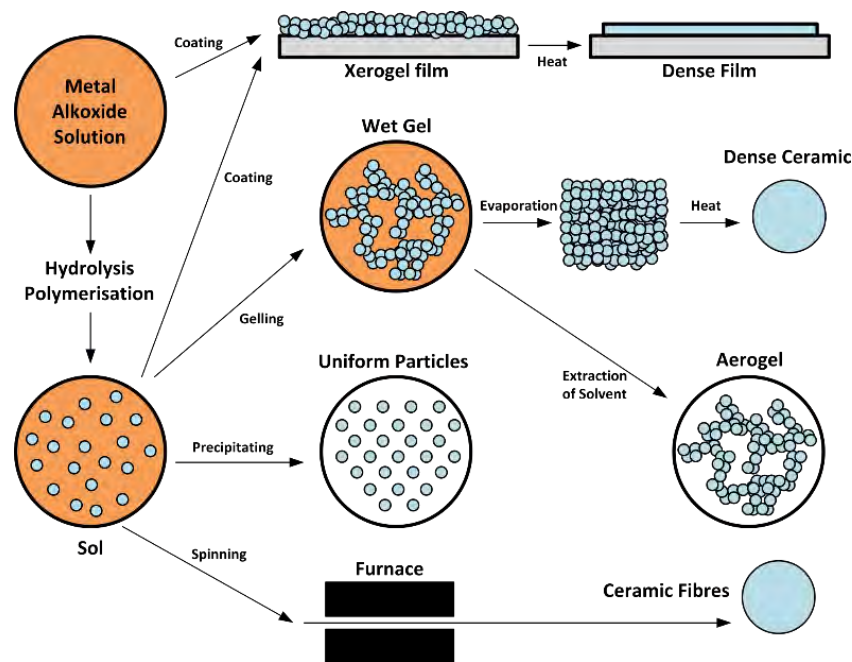 Metal
Alkoxide
Solution
Coating
Xerogel film
Heat
Dense Film
Coating
Wet Gel
Evaporation
Heat
Dense Ceramic
Hydrolysis
Polymerisation
Gelling
Uniform Particles
Extraction
of Solvent
Aerogel
Precipitating
Sol
Spinning
Furnace
Ceramic Fibres